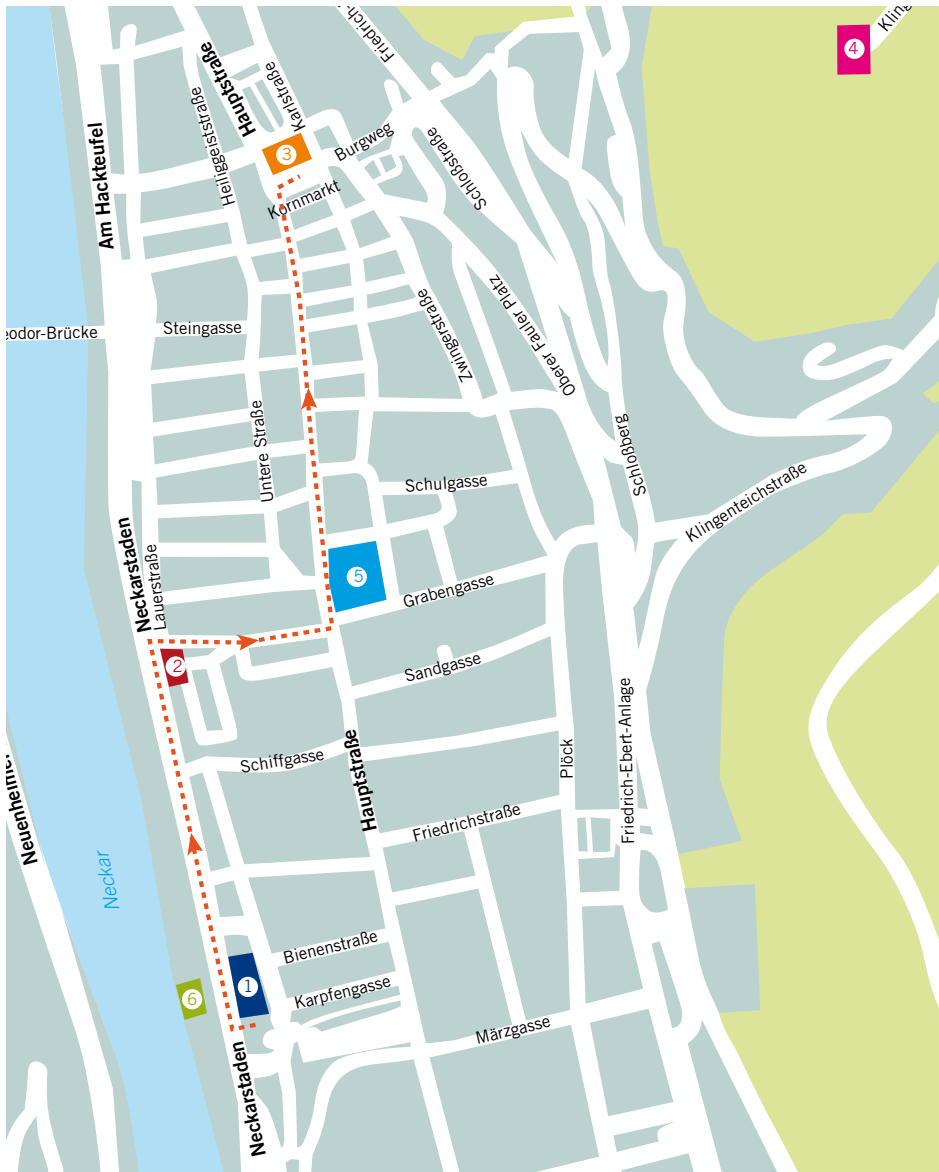 Friedrich-
Kling
4
Hauptstraße
Karlstraße
Heiliggeiststraße
3
Burgweg
Schloßstraße
Am Hackteufel
Kornmarkt
eodor-Brücke
Steingasse
Zwingerstraße
Oberer Fauler Platz
Untere Straße
Schloßberg
Schulgasse
Klingenteichstraße
Neckarstaden
Lauerstraße
5
Grabengasse
2
Sandgasse
Friedrich-Ebert-Anlage
Plöck
Schiffgasse
Hauptstraße
Friedrichstraße
Neuenheimer
Neckar
Bienenstraße
1
6
Karpfengasse
Märzgasse
Neckarstaden